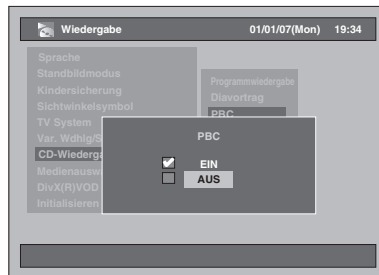 Wiedergabe 01/01/07(Mon) 19:34
Sprache
Standbildmodus
Kindersicherung
Sichtwinkelsymbol
TV System
Var. Wdhlg/S
CD-Wiederga
Medienausw
DivX(R)VOD
Initialisieren
Programmwiedergabe
Diavortrag
PBC
PBC
EIN
AUS